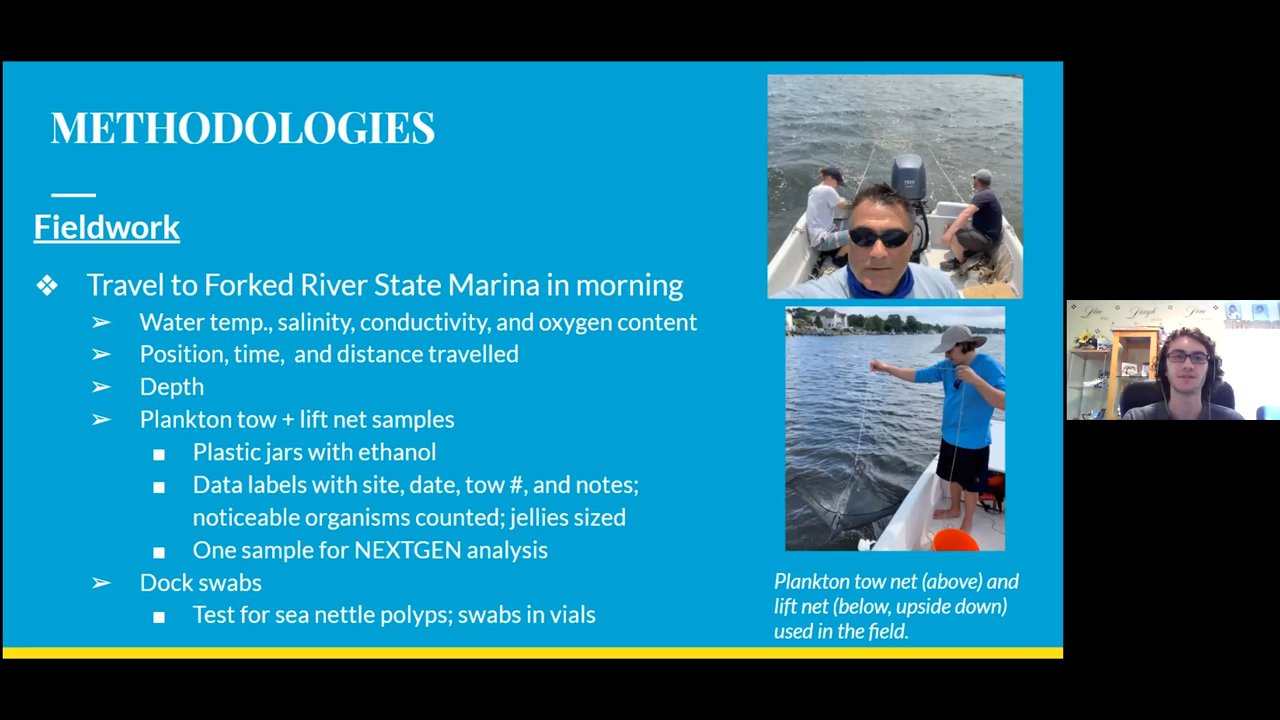 METHODOLOGIES
Fieldwork
❖ Travel to Forked River State Marina in morning
➢ Water temp., salinity, conductivity, and oxygen content
➢ Position, time, and distance travelled
➢ Depth
➢ Plankton tow + lift net samples
■ Plastic jars with ethanol
■ Data labels with site, date, tow #, and notes;
noticeable organisms counted; jellies sized
■ One sample for NEXTGEN analysis
➢ Dock swabs
■ Test for sea nettle polyps; swabs in vials
Plankton tow net (above) and
lift net (below, upside down)
used in the field.